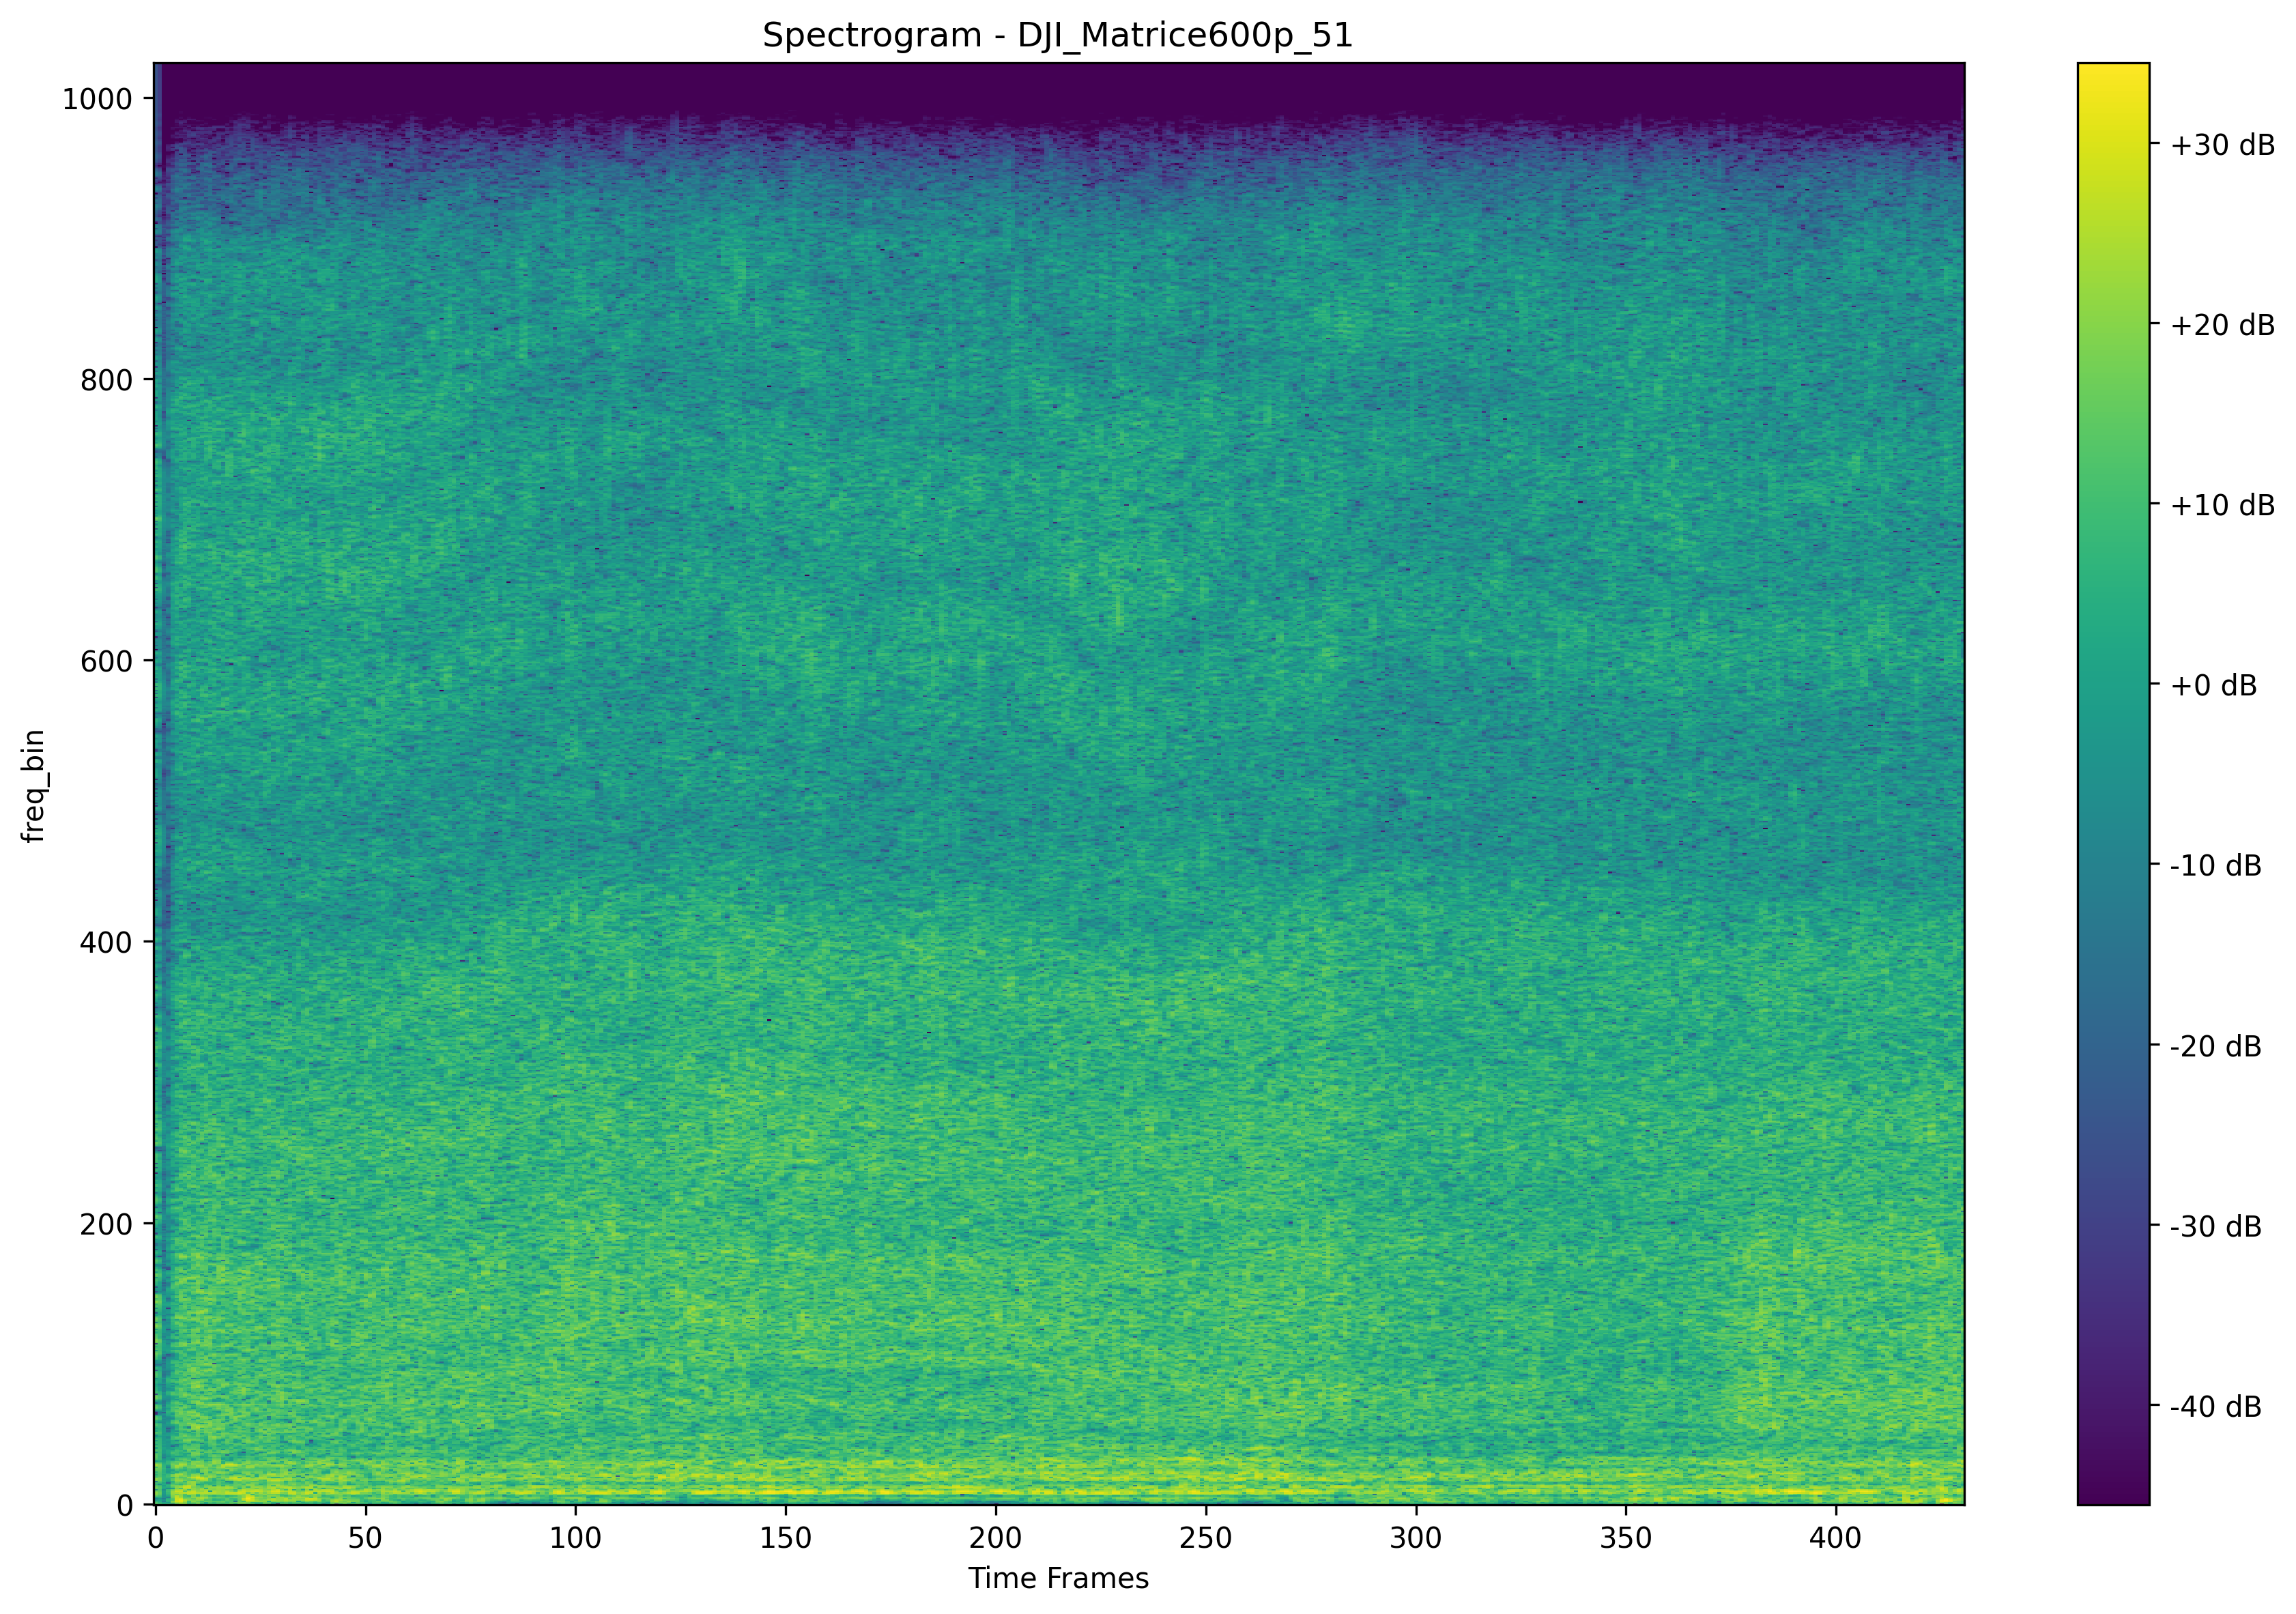 Spectrogram - DJI_Matrice600p_51
1000
800
600
400
200
0
freq_bin
0 50 100 150 200 250 300 350 400
Time Frames
+30 dB
+20 dB
+10 dB
+0 dB
-10 dB
-20 dB
-30 dB
-40 dB